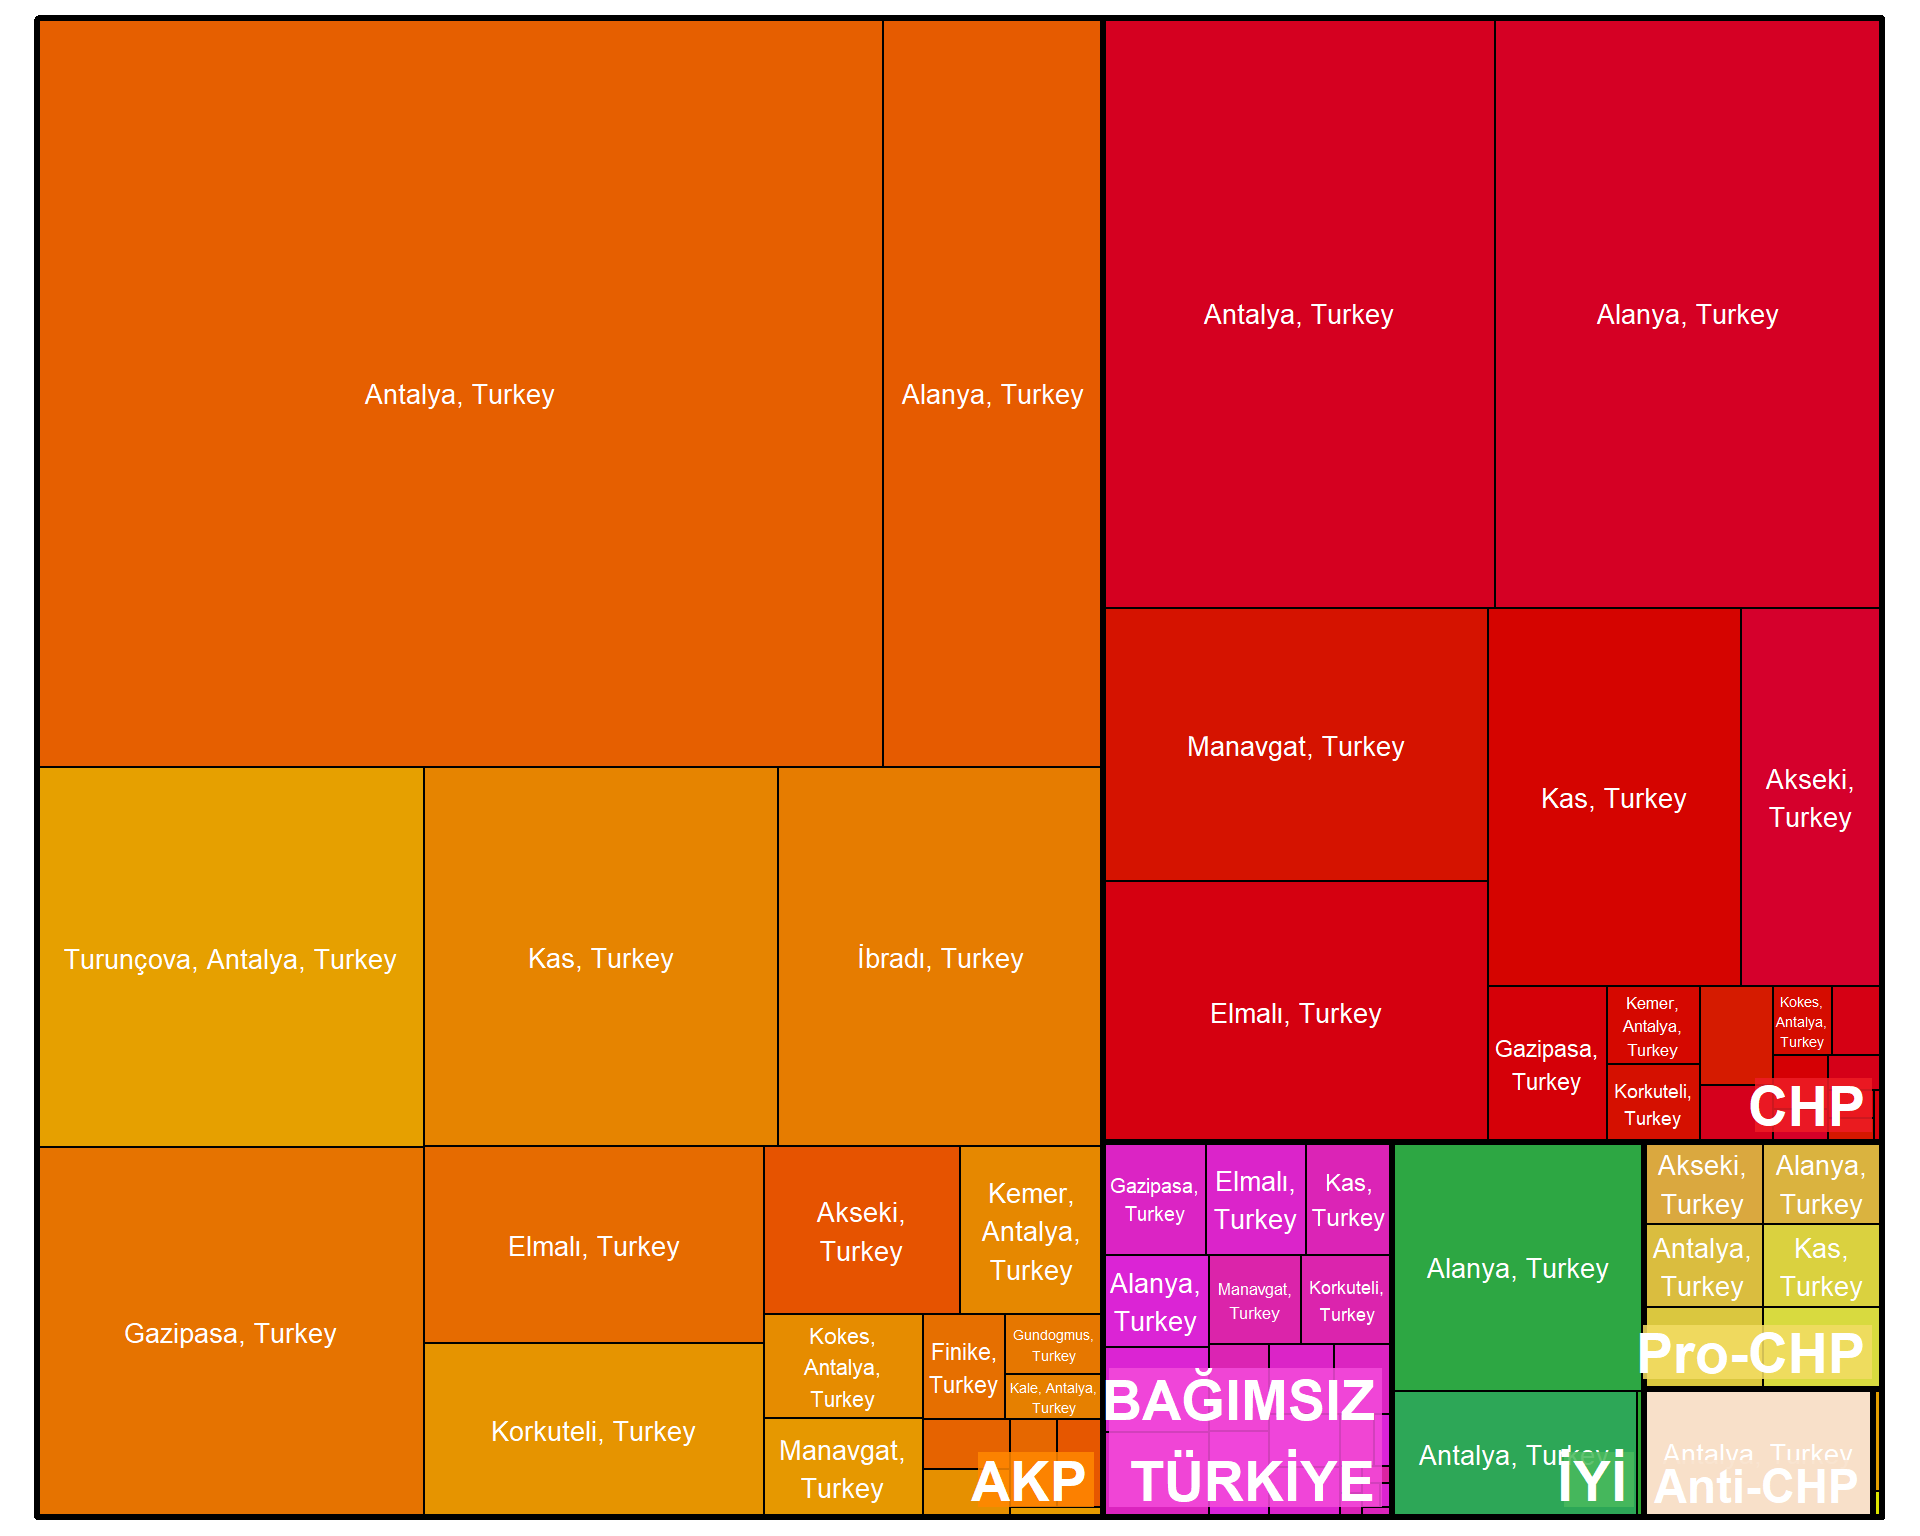 Antalya, Turkey
Alanya, Turkey
Turunçova, Antalya, Turkey
Kas, Turkey
İbradı, Turkey
Gazipasa, Turkey
Elmalı, Turkey
Korkuteli, Turkey
Akseki,
Turkey
Kemer,
Antalya,
Turkey
Kokes,
Antalya,
Turkey
Manavgat,
Turkey
Finike,
Turkey
Gundogmus,
Turkey
Kale, Antalya,
Turkey
AKP
Antalya, Turkey
Alanya, Turkey
Manavgat, Turkey
Elmalı, Turkey
Kas, Turkey
Akseki,
Turkey
Gazipasa,
Turkey
Kemer,
Antalya,
Turkey
Korkuteli,
Turkey
Kokes,
Antalya,
Turkey
CHP
Gazipasa,
Turkey
Elmalı,
Turkey
Kas,
Turkey
Alanya,
Turkey
Manavgat,
Turkey
Korkuteli,
Turkey
BAĞIMSIZ
TÜRKİYE
Alanya, Turkey
Antalya, Turkey
İYİ
Akseki,
Turkey
Alanya,
Turkey
Antalya,
Turkey
Kas,
Turkey
Pro-CHP
Antalya, Turkey
Anti-CHP